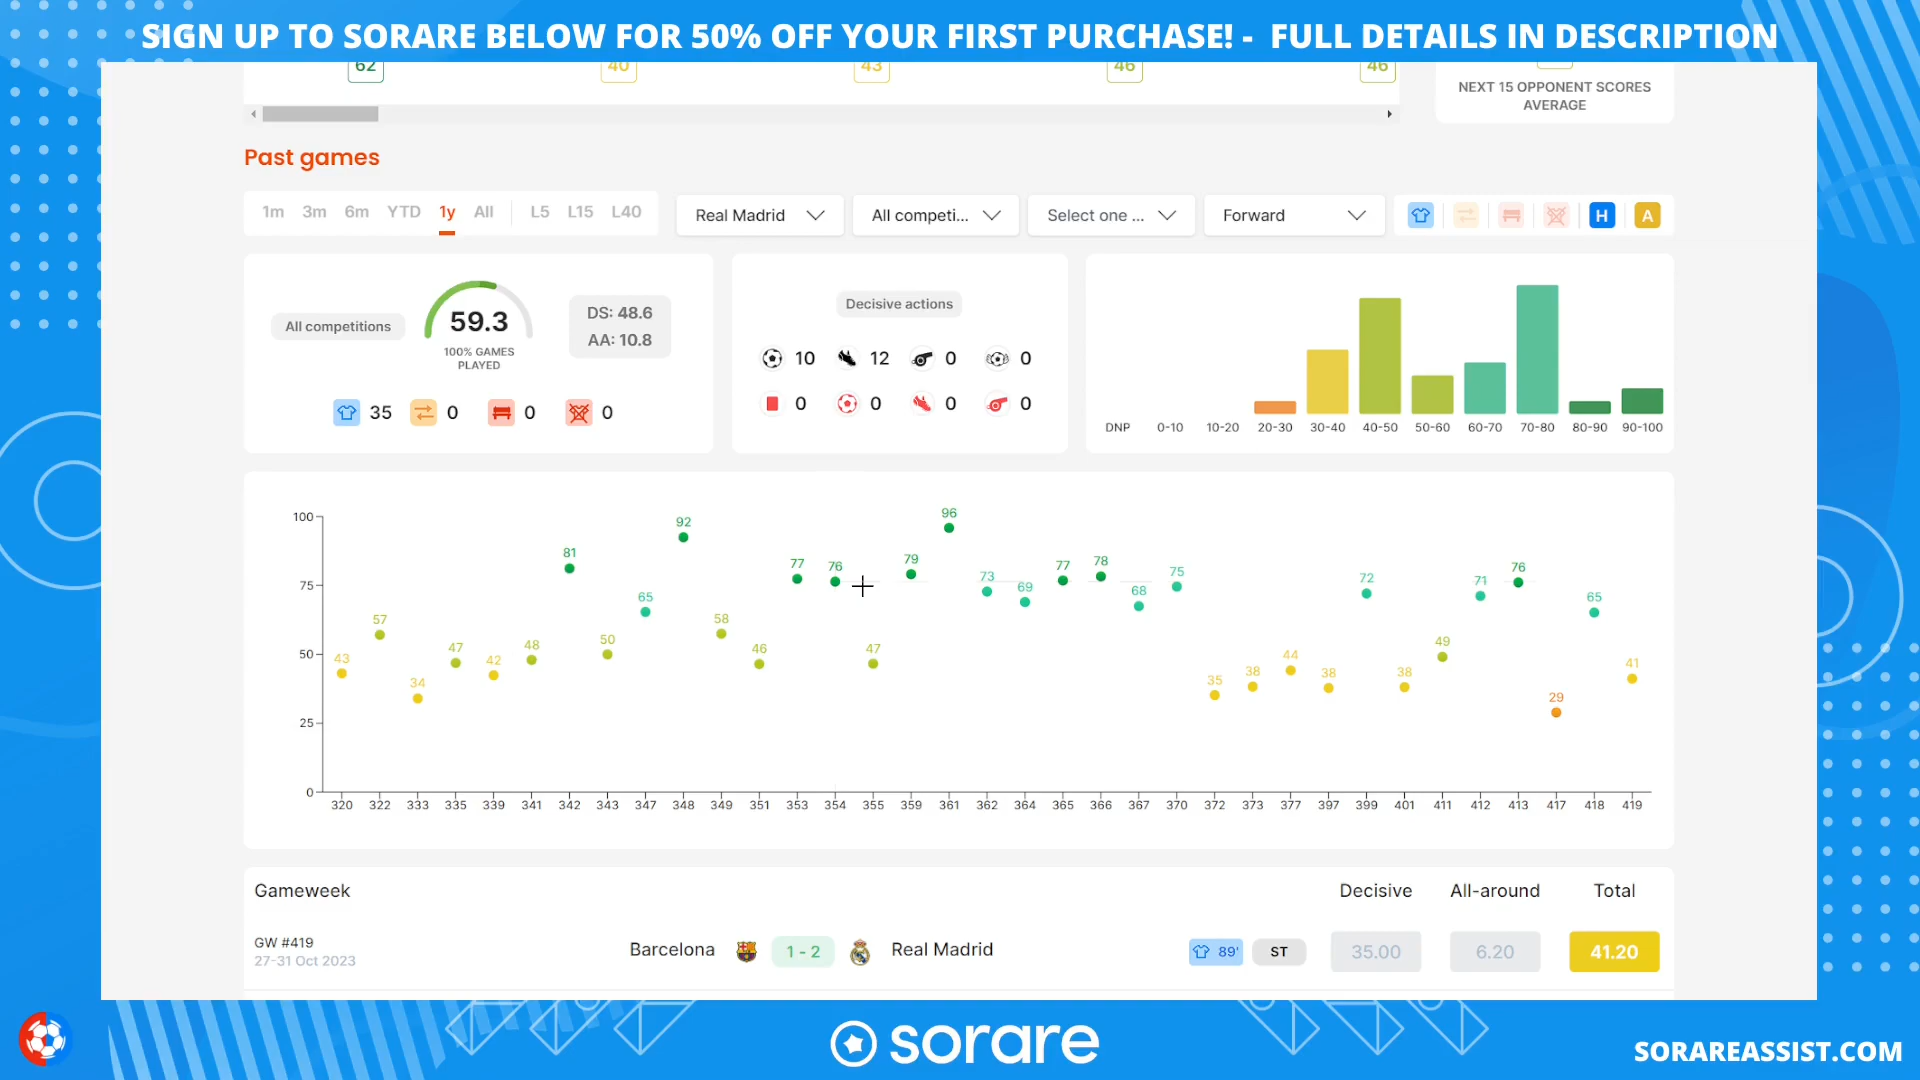 SIGN UP TO SORARE BELOW FOR 50% OFF YOUR FIRST PURCHASE! - FULL DETAILS IN DESCRIPTION
62 40 43 46 46
NEXT 15 OPPONENT SCORES
AVERAGE
Past games
1m 3m 6m YTD 1y All L5 L15 L40 Real Madrid All competi... Select one ... Forward H A
All competitions
59.3
100% GAMES
PLAYED
DS: 48.6
AA: 10.8
35 0 0 0
Decisive actions
10 12 0 0
0 0 0 0
DNP 0-10 10-20 20-30 30-40 40-50 50-60 60-70 70-80 80-90 90-100
100
75
50
25
0
43 57 34 47 42 48 81 50 65 92 58 46 77 76 47 79 96 73 69 77 78 68 75 35 38 44 38 72 38 49 71 76 29 65 41
320 322 333 335 339 341 342 343 347 348 349 351 353 354 355 359 361 362 364 365 366 367 370 372 373 377 397 399 401 411 412 413 417 418 419
Gameweek Decisive All-around Total
GW #419
27-31 Oct 2023
Barcelona 1 - 2 Real Madrid 89' ST 35.00 6.20 41.20
sorare
SORAREASSIST.COM